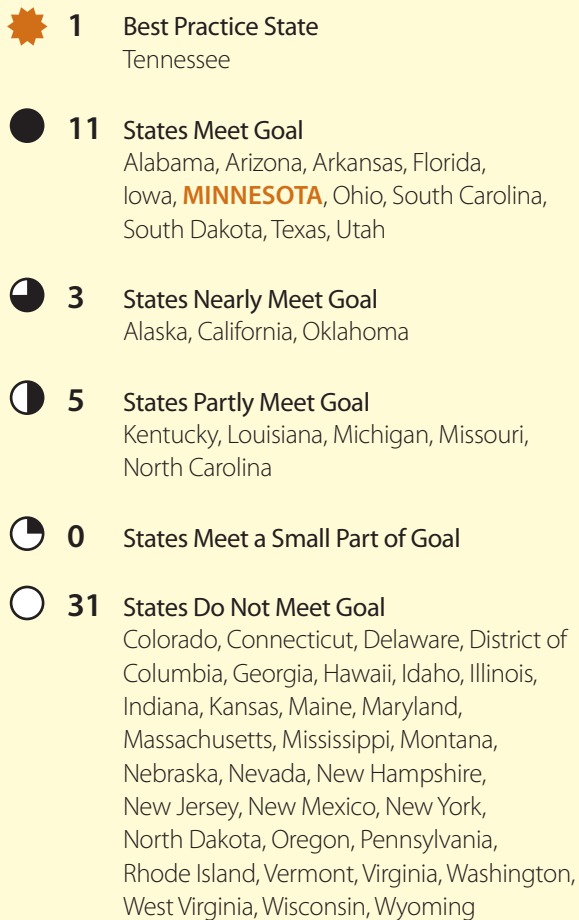 1 Best Practice State
Tennessee
11 States Meet Goal
Alabama, Arizona, Arkansas, Florida,
Iowa, MINNESOTA, Ohio, South Carolina,
South Dakota, Texas, Utah
3 States Nearly Meet Goal
Alaska, California, Oklahoma
5 States Partly Meet Goal
Kentucky, Louisiana, Michigan, Missouri,
North Carolina
0 States Meet a Small Part of Goal
31 States Do Not Meet Goal
Colorado, Connecticut, Delaware, District of
Columbia, Georgia, Hawaii, Idaho, Illinois,
Indiana, Kansas, Maine, Maryland,
Massachusetts, Mississippi, Montana,
Nebraska, Nevada, New Hampshire,
New Jersey, New Mexico, New York,
North Dakota, Oregon, Pennsylvania,
Rhode Island, Vermont, Virginia, Washington,
West Virginia, Wisconsin, Wyoming